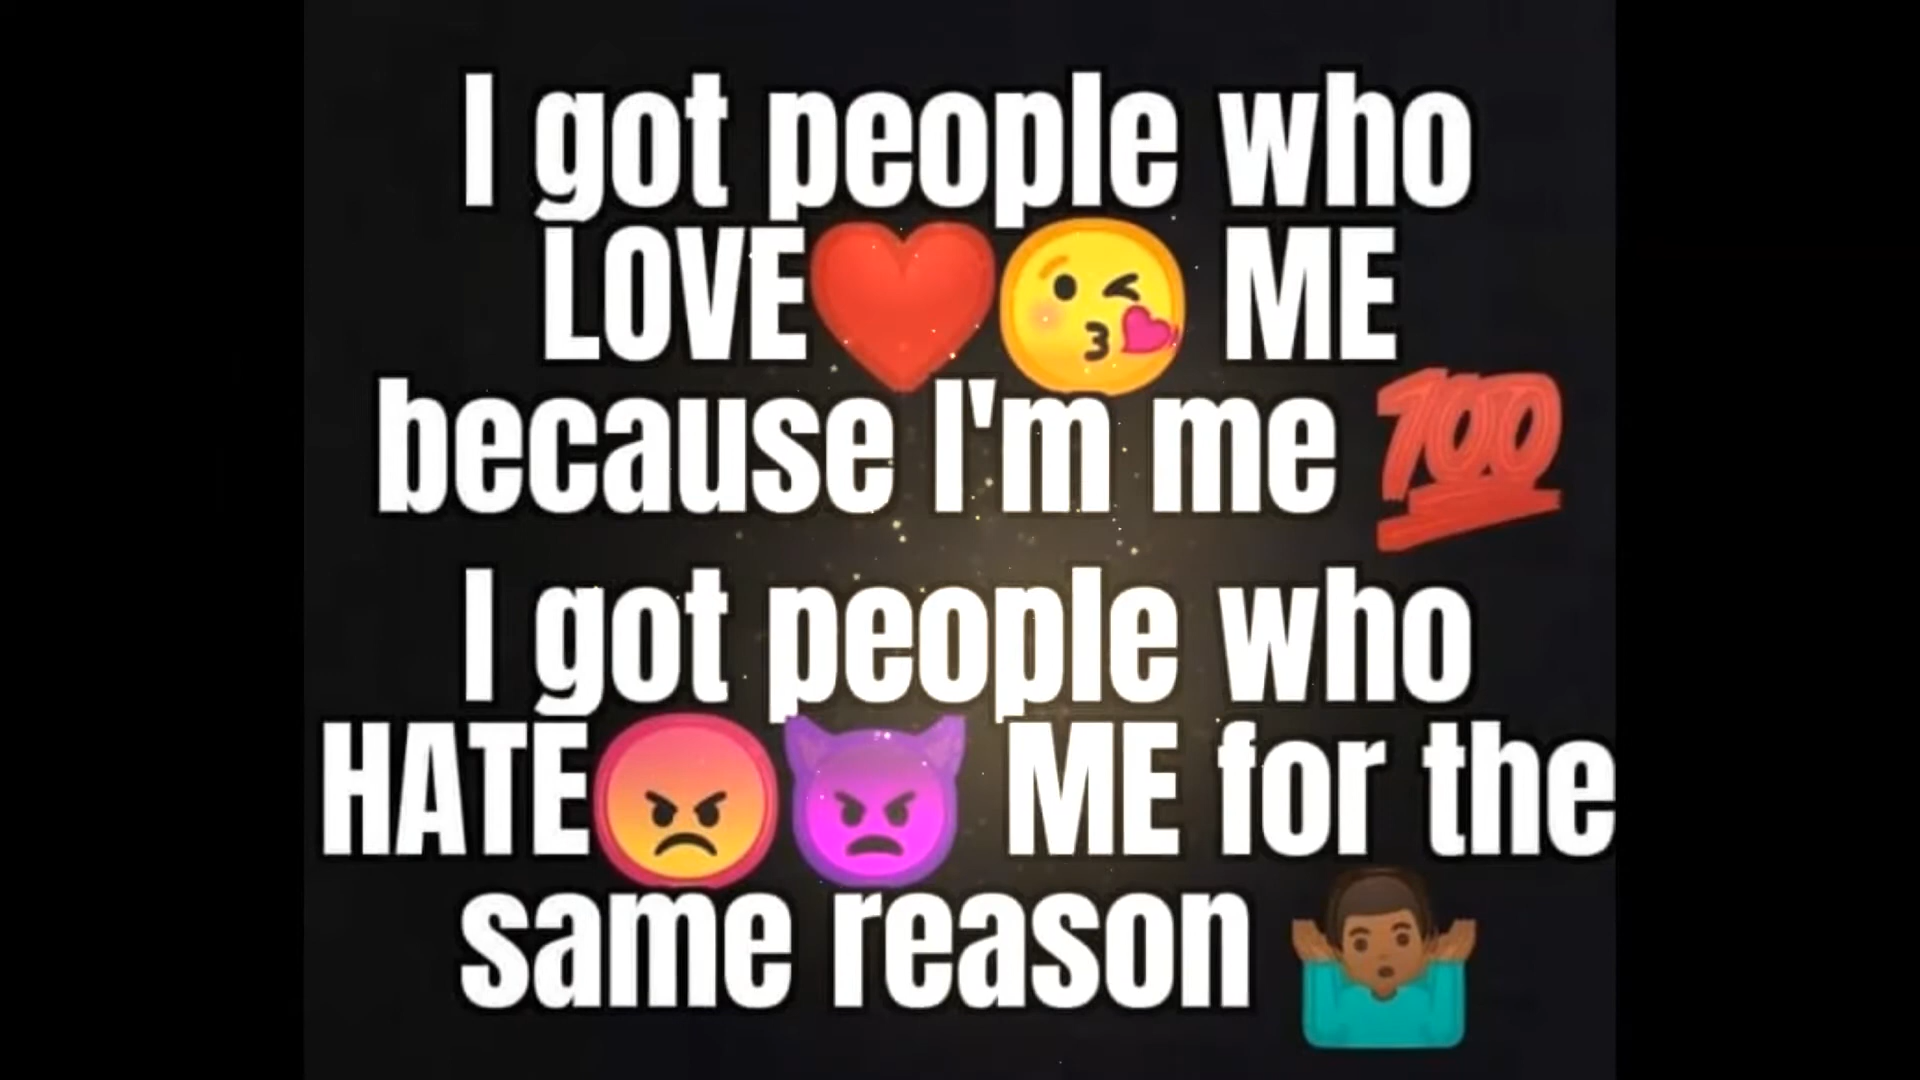 I got people who
LOVE❤️😘 ME
because I'm me 💯
I got people who
HATE😡👿 ME for the
same reason 🤷🏾‍♂️